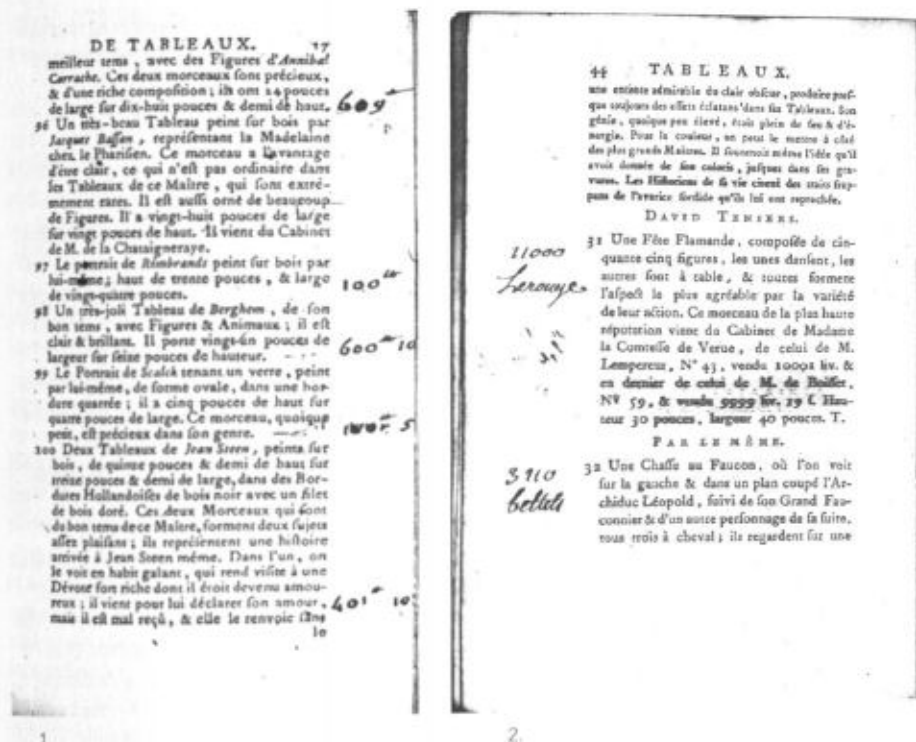 DE TABLEAUX. 17
meilleur tems, avec des Figures d'Annibal
Carrache. Ces deux morceaux sont précieux,
& d'une riche composition; ils ont 24 pouces
de large sur dix-huit pouces & demi de haut. 609
96 Un très-beau Tableau peint sur bois par
Jacques Bassan, représentant la Madelaine
chez le Pharisien. Ce morceau a l'avantage
d'être clair, ce qui n'est pas ordinaire dans
les Tableaux de ce Maître, qui sont extrê-
mement rares. Il est aussi orné de beaucoup
de Figures. Il a vingt-huit pouces de large
sur vingt pouces de haut. Il vient du Cabinet
de M. de la Chataigneraye.
97 Le portrait de Rembrandt peint sur bois par
lui-même; haut de trente pouces, & large 100
de vingt-quatre pouces.
98 Un très-joli Tableau de Berghem, de son
bon tems, avec Figures & Animaux; il est
clair & brillant. Il porte vingt-un pouces de 600 10
largeur sur seize pouces de hauteur.
99 Le Portrait de Scalck tenant un verre, peint
par lui-même, de forme ovale, dans une bor-
dure quarrée; il a cinq pouces de haut sur
quatre pouces de large. Ce morceau, quoique
petit, est précieux dans son genre. 5
100 Deux Tableaux de Jean Steen, peints sur
bois, de quinze pouces & demi de haut sur
treize pouces & demi de large, dans des Bor-
dures Hollandoises de bois noir avec un filet
de bois doré. Ces deux Morceaux qui sont
du bon tems de ce Maître, forment deux sujets
assez plaisans; ils représentent une histoire
arrivée à Jean Steen même. Dans l'un, on
le voit en habit galant, qui rend visite à une
Dévote fort riche dont il étoit devenu amou-
reux; il vient pour lui déclarer son amour, 401 10
mais il est mal reçu, & elle le renvoie sans
le
1.
44 TABLEAUX.
une entente admirable du clair obscur, produire pres-
que toujours des effets éclatans dans ses Tableaux. Son
génie, quoique peu élevé, étoit plein de feu & d'é-
nergie. Pour la couleur, on peut le mettre à côté
des plus grands Maîtres. Il soutenoit même l'idée qu'il
avoit donnée de son coloris, jusques dans ses gra-
vures. Les Historiens de sa vie citent des traits frap-
pans de l'avarice sordide qu'ils lui ont reprochée.
DAVID TENIERS.
31 Une Fête Flamande, composée de cin-
11000 quante cinq figures, les unes dansent, les
autres sont à table, & toutes forment
Lerouge l'aspect le plus agréable par la variété
de leur action. Ce morceau de la plus haute
réputation vient du Cabinet de Madame
la Comtesse de Verue, de celui de M.
Lempereur, N° 43, vendu 10001 liv. &
en dernier de celui de M. de Boisset,
N° 59, & vendu 9999 liv. 19 s. Hau-
teur 30 pouces, largeur 40 pouces. T.
PAR LE MÊME.
32 Une Chasse au Faucon, où l'on voit
3910 sur la gauche & dans un plan coupé l'Ar-
chiduc Léopold, suivi de son Grand Fau-
connier & d'un autre personnage de sa suite,
tous trois à cheval; ils regardent sur une
2.